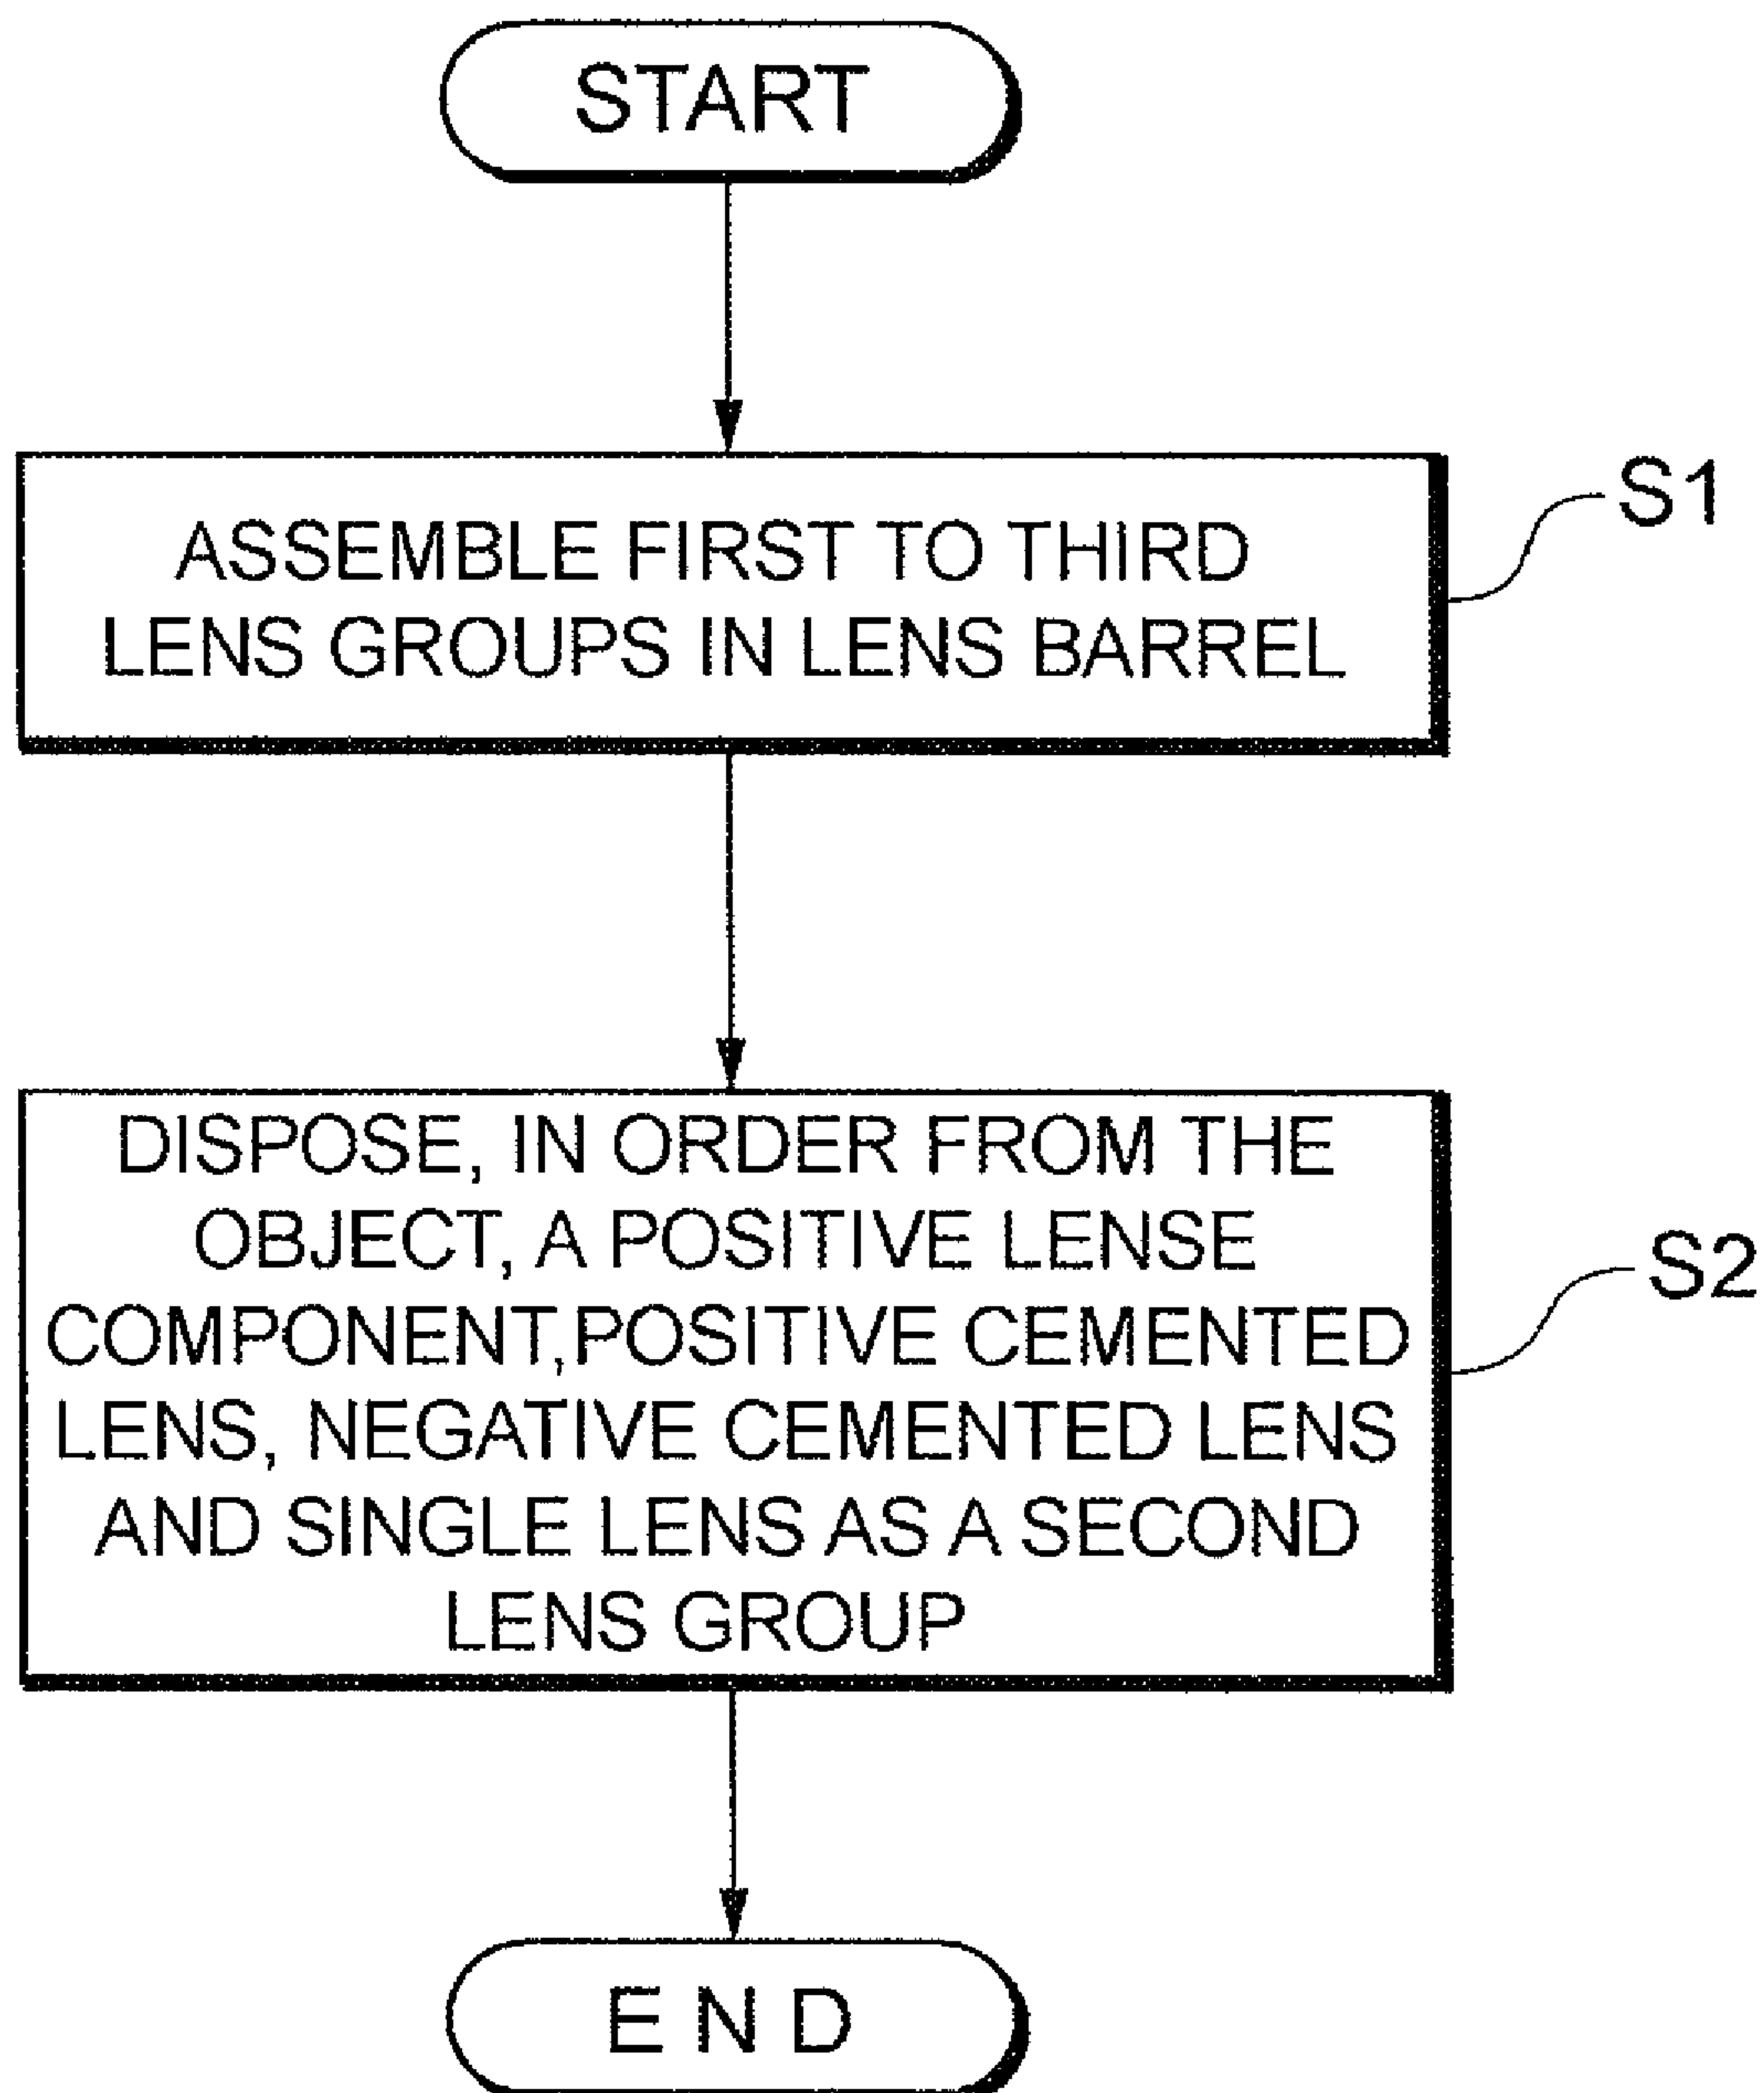 START
ASSEMBLE FIRST TO THIRD
LENS GROUPS IN LENS BARREL
S1
DISPOSE, IN ORDER FROM THE
OBJECT, A POSITIVE LENSE
COMPONENT,POSITIVE CEMENTED
LENS, NEGATIVE CEMENTED LENS
AND SINGLE LENS AS A SECOND
LENS GROUP
S2
END